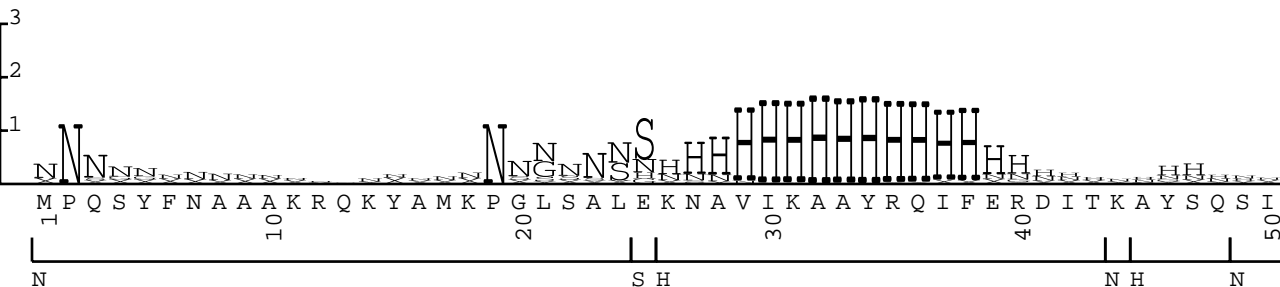 3
2
1
N N N N N
N N N G N N N S S N H H H H H H H H H H H H H H H H H
M P Q S Y F N A A A K R Q K Y A M K P G L S A L E K N A V I K A A Y R Q I F E R D I T K A Y S Q S I
1 10 20 30 40 50
N S H N H N